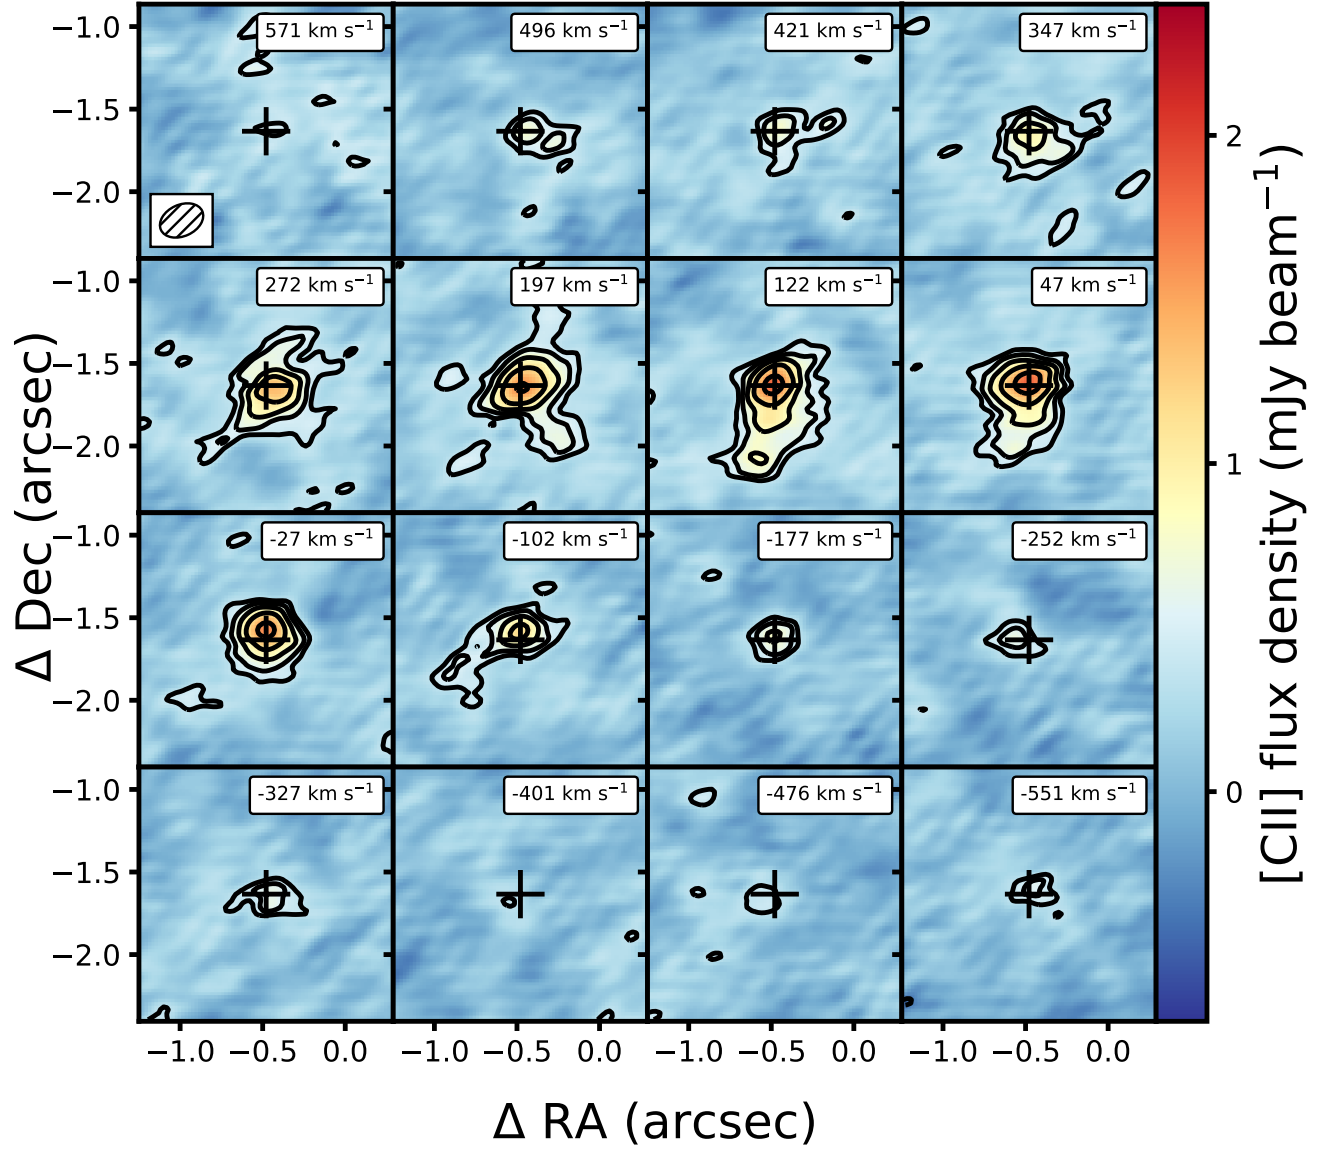 571 km s⁻¹
496 km s⁻¹
421 km s⁻¹
347 km s⁻¹
−1.0
−1.5
−2.0
272 km s⁻¹
197 km s⁻¹
122 km s⁻¹
47 km s⁻¹
−1.0
−1.5
−2.0
-27 km s⁻¹
-102 km s⁻¹
-177 km s⁻¹
-252 km s⁻¹
−1.0
−1.5
−2.0
-327 km s⁻¹
-401 km s⁻¹
-476 km s⁻¹
-551 km s⁻¹
−1.0
−1.5
−2.0
−1.0 −0.5 0.0 −1.0 −0.5 0.0 −1.0 −0.5 0.0 −1.0 −0.5 0.0
Δ RA (arcsec)
Δ Dec (arcsec)
2
1
0
[CII] flux density (mJy beam⁻¹)